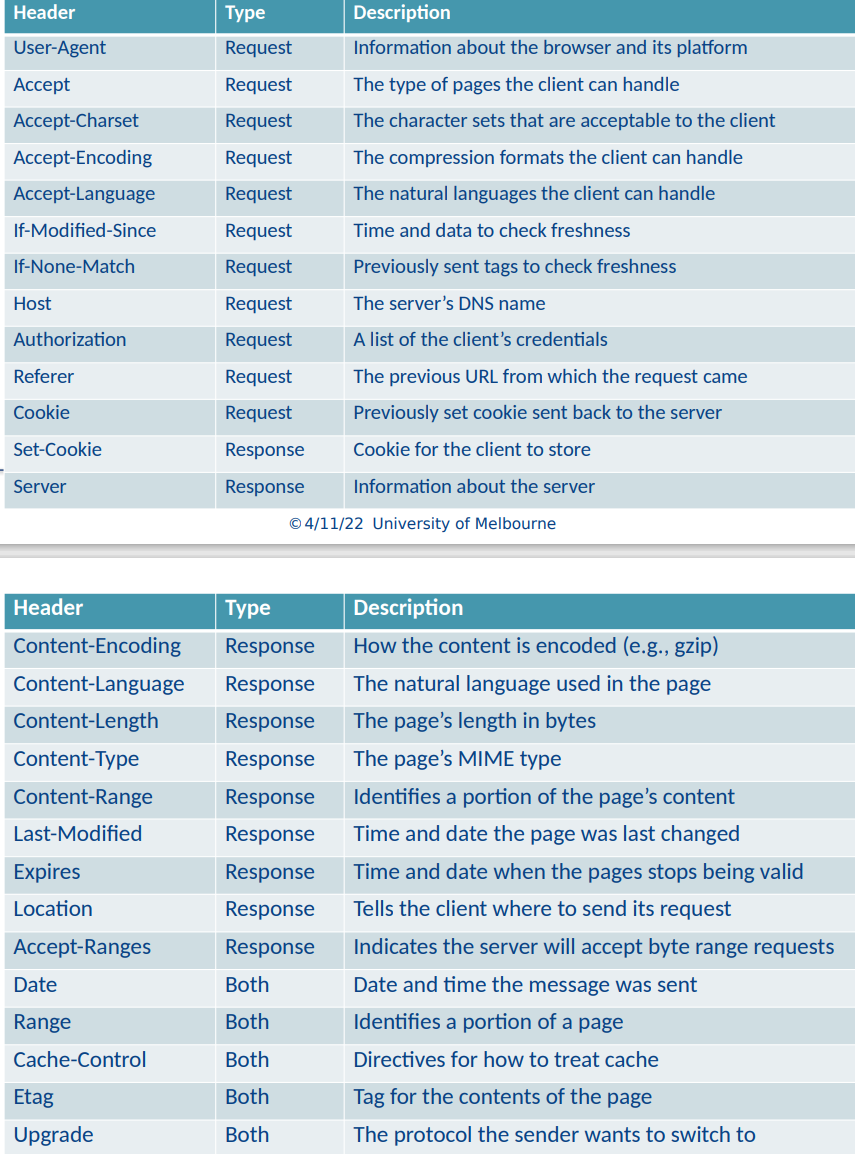 Header Type Description
User-Agent Request Information about the browser and its platform
Accept Request The type of pages the client can handle
Accept-Charset Request The character sets that are acceptable to the client
Accept-Encoding Request The compression formats the client can handle
Accept-Language Request The natural languages the client can handle
If-Modified-Since Request Time and data to check freshness
If-None-Match Request Previously sent tags to check freshness
Host Request The server’s DNS name
Authorization Request A list of the client’s credentials
Referer Request The previous URL from which the request came
Cookie Request Previously set cookie sent back to the server
Set-Cookie Response Cookie for the client to store
Server Response Information about the server
©4/11/22 University of Melbourne
Header Type Description
Content-Encoding Response How the content is encoded (e.g., gzip)
Content-Language Response The natural language used in the page
Content-Length Response The page’s length in bytes
Content-Type Response The page’s MIME type
Content-Range Response Identifies a portion of the page’s content
Last-Modified Response Time and date the page was last changed
Expires Response Time and date when the pages stops being valid
Location Response Tells the client where to send its request
Accept-Ranges Response Indicates the server will accept byte range requests
Date Both Date and time the message was sent
Range Both Identifies a portion of a page
Cache-Control Both Directives for how to treat cache
Etag Both Tag for the contents of the page
Upgrade Both The protocol the sender wants to switch to